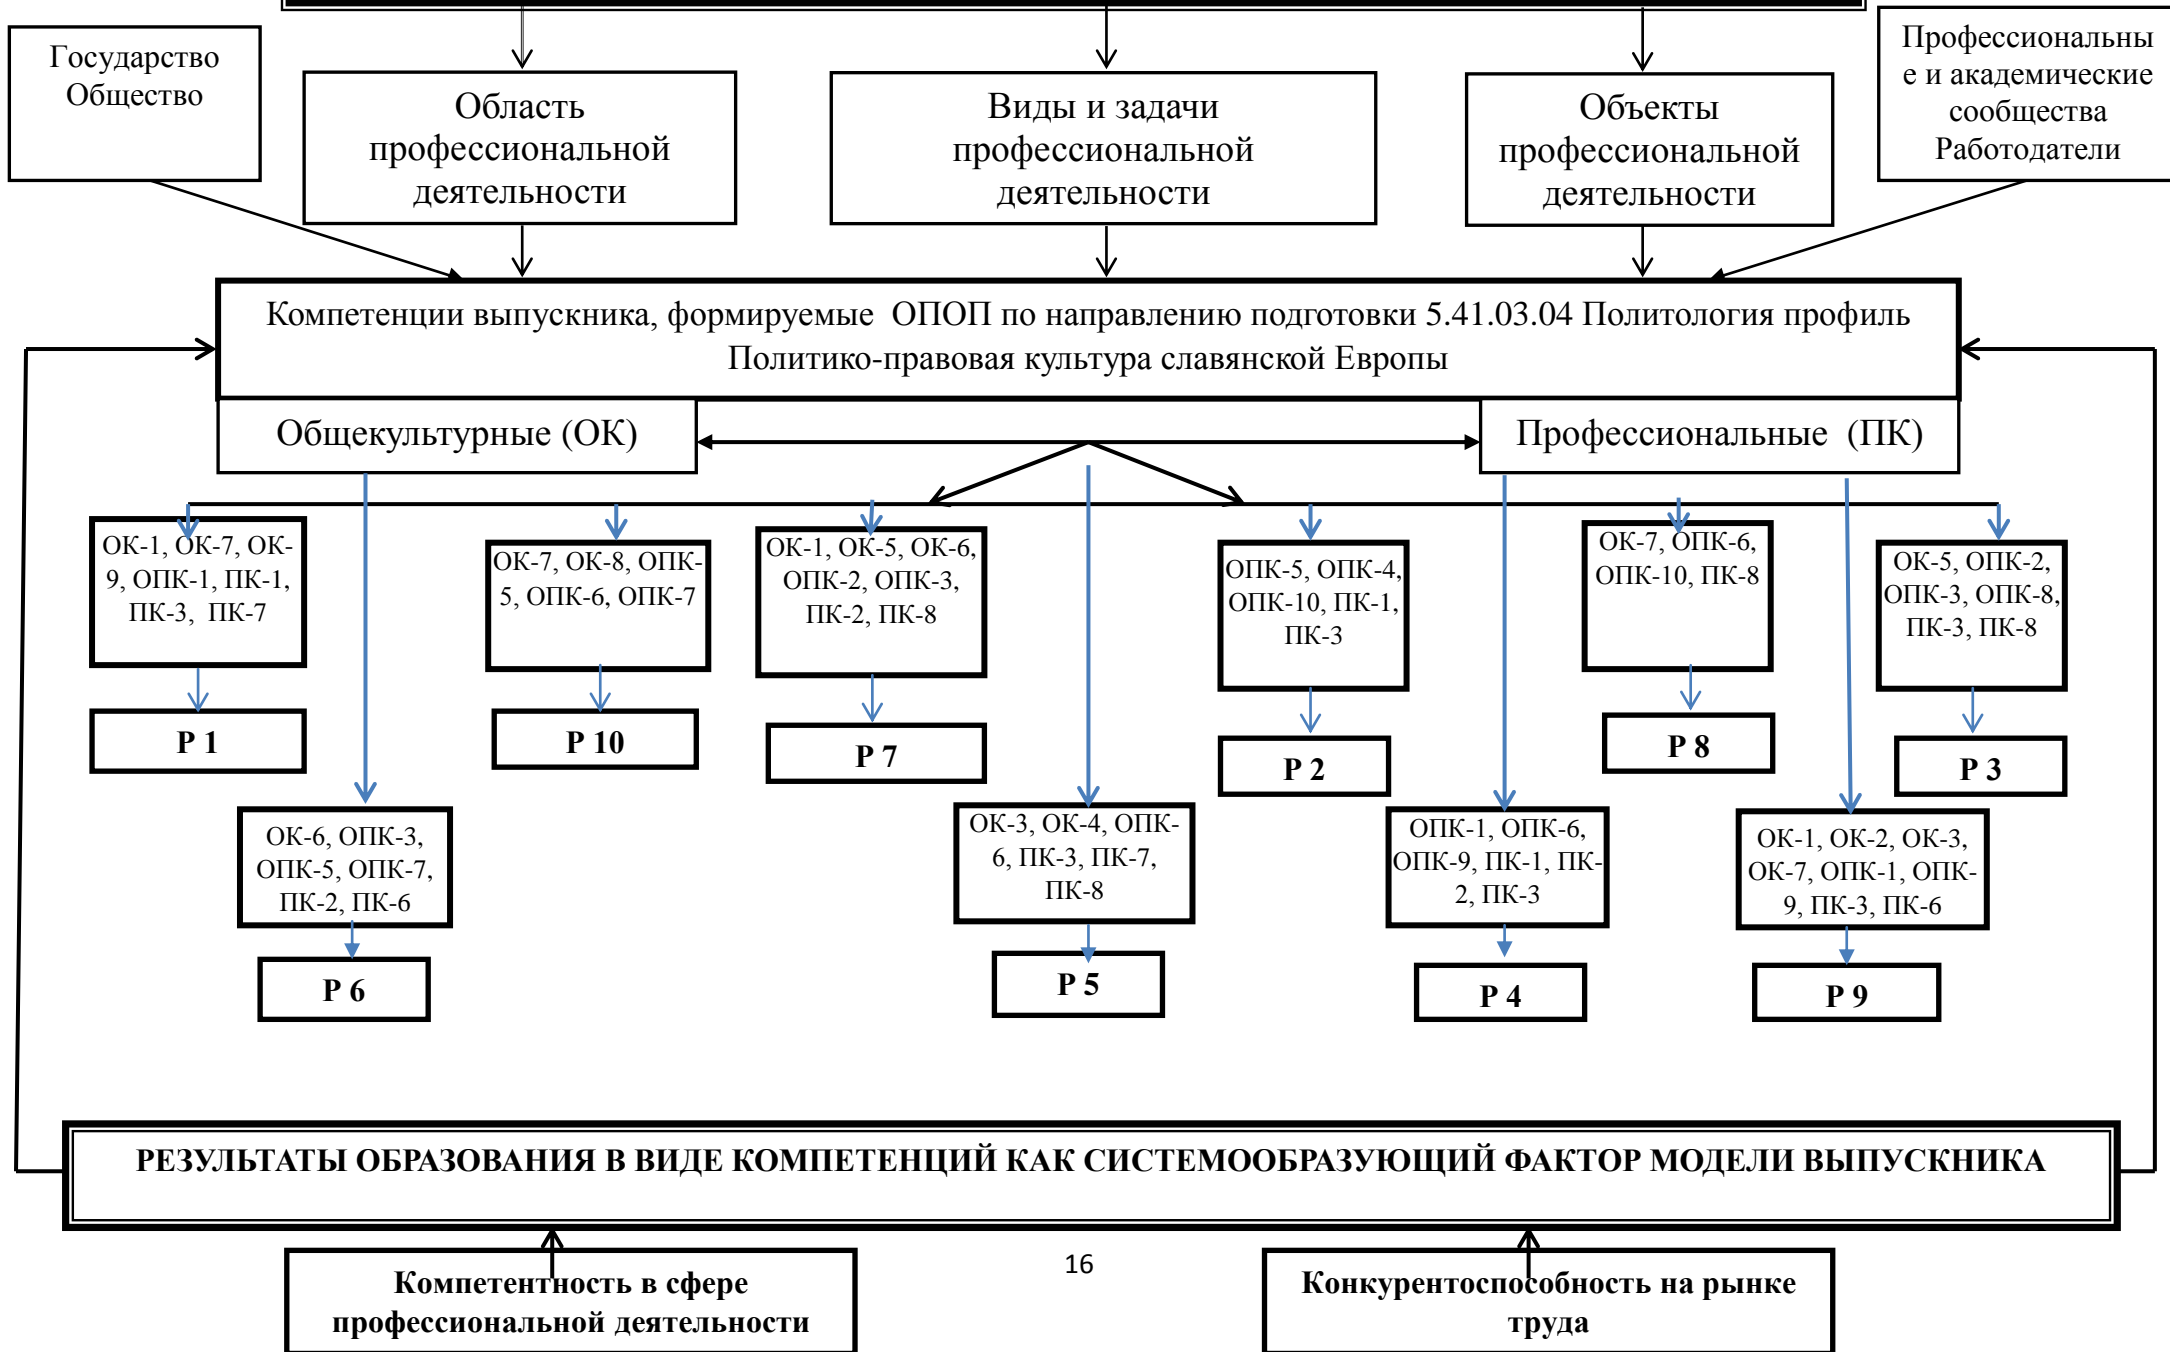 Государство
Общество
Область
профессиональной
деятельности
Виды и задачи
профессиональной
деятельности
Объекты
профессиональной
деятельности
Профессиональны
е и академические
сообщества
Работодатели
Компетенции выпускника, формируемые ОПОП по направлению подготовки 5.41.03.04 Политология профиль
Политико-правовая культура славянской Европы
Общекультурные (ОК)
Профессиональные (ПК)
ОК-1, ОК-7, ОК-
9, ОПК-1, ПК-1,
ПК-3, ПК-7
ОК-7, ОК-8, ОПК-
5, ОПК-6, ОПК-7
ОК-1, ОК-5, ОК-6,
ОПК-2, ОПК-3,
ПК-2, ПК-8
ОПК-5, ОПК-4,
ОПК-10, ПК-1,
ПК-3
ОК-7, ОПК-6,
ОПК-10, ПК-8
ОК-5, ОПК-2,
ОПК-3, ОПК-8,
ПК-3, ПК-8
Р 1
Р 10
Р 7
Р 2
Р 8
Р 3
ОК-6, ОПК-3,
ОПК-5, ОПК-7,
ПК-2, ПК-6
ОК-3, ОК-4, ОПК-
6, ПК-3, ПК-7,
ПК-8
ОПК-1, ОПК-6,
ОПК-9, ПК-1, ПК-
2, ПК-3
ОК-1, ОК-2, ОК-3,
ОК-7, ОПК-1, ОПК-
9, ПК-3, ПК-6
Р 6
Р 5
Р 4
Р 9
РЕЗУЛЬТАТЫ ОБРАЗОВАНИЯ В ВИДЕ КОМПЕТЕНЦИЙ КАК СИСТЕМООБРАЗУЮЩИЙ ФАКТОР МОДЕЛИ ВЫПУСКНИКА
Компетентность в сфере
профессиональной деятельности
16
Конкурентоспособность на рынке
труда